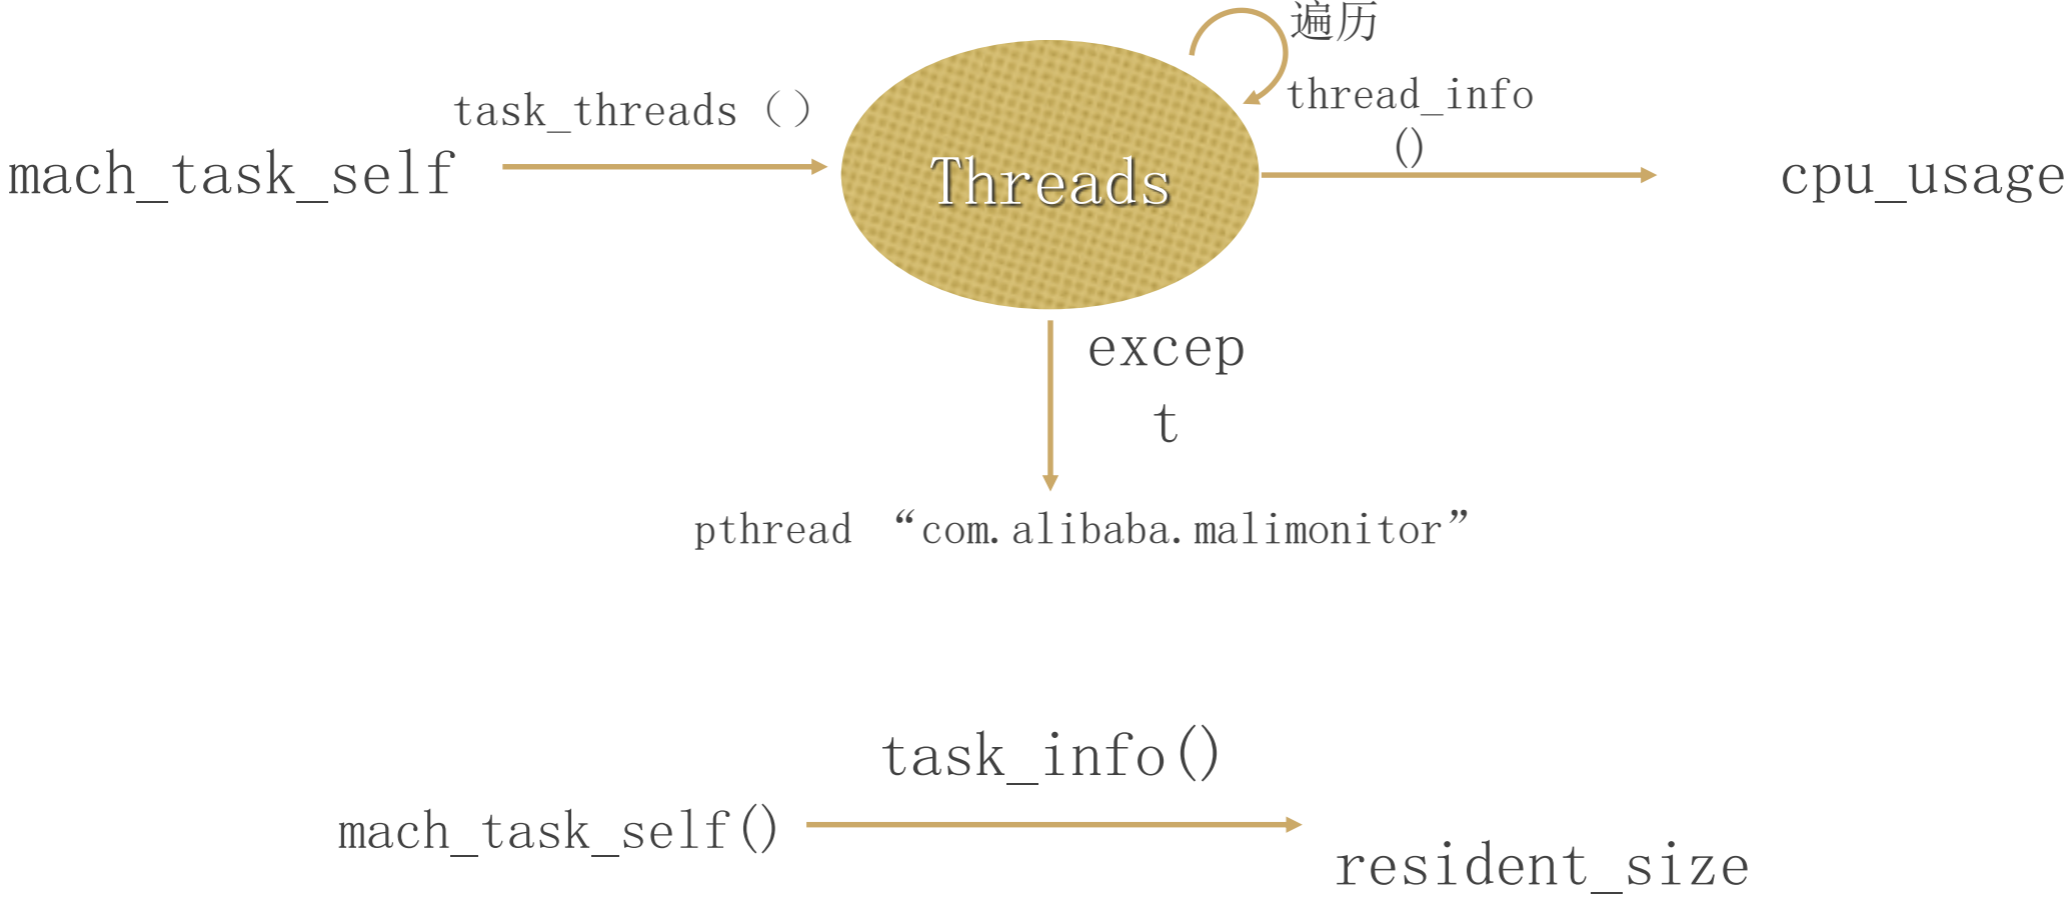 遍历
task_threads（）
thread_info
()
mach_task_self
Threads
cpu_usage
excep
t
pthread “com.alibaba.malimonitor”
task_info()
mach_task_self()
resident_size